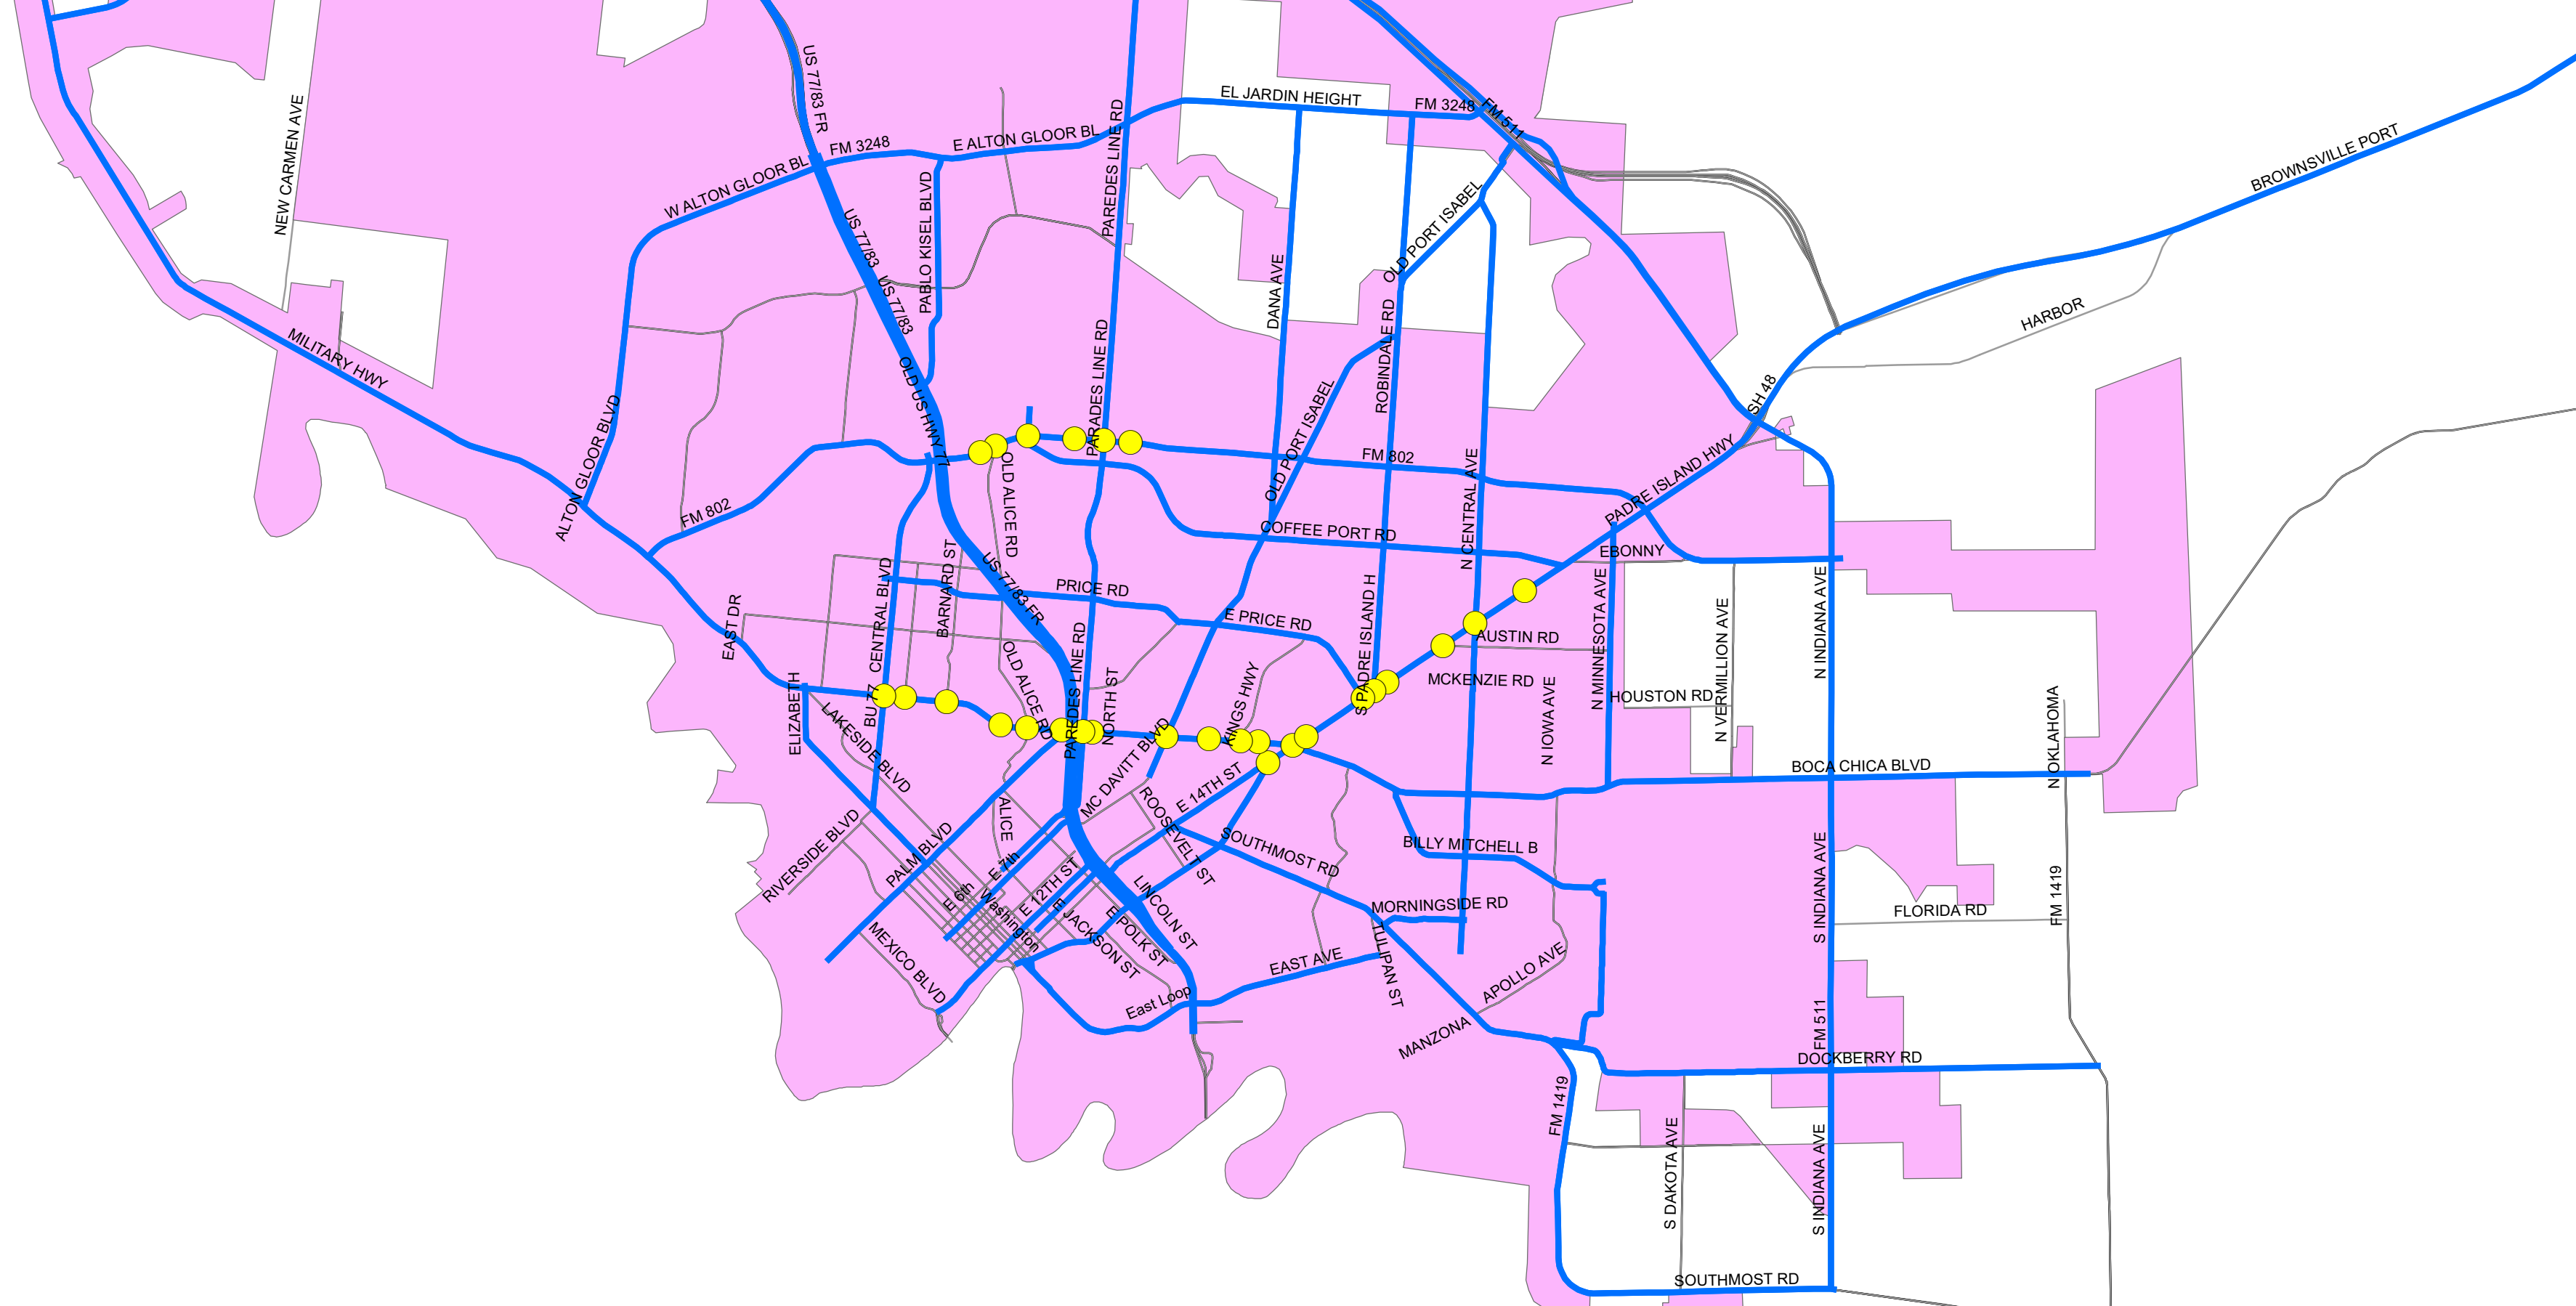 US 77/83 FR
NEW CARMEN AVE
W ALTON GLOOR BL
FM 3248
E ALTON GLOOR BL
PAREDES LINE RD
EL JARDIN HEIGHT
FM 3248
FM 511
BROWNSVILLE PORT
PABLO KISEL BLVD
US 77/83
US 77/83
DANA AVE
OLD PORT ISABEL
HARBOR
MILITARY HWY
ROBINDALE RD
PARADES LINE RD
OLD US HWY 77
ALTON GLOOR BLVD
OLD PORT ISABEL
SH 48
FM 802
FM 802
OLD ALICE RD
N CENTRAL AVE
PADRE ISLAND HWY
COFFEE PORT RD
EBONNY
BARNARD ST
US 77/83 FR
PRICE RD
E PRICE RD
CENTRAL BLVD
EAST DR
S PADRE ISLAND H
AUSTIN RD
N MINNESOTA AVE
N VERMILLION AVE
N INDIANA AVE
OLD ALICE RD
PAREDES LINE RD
NORTH ST
KINGS HWY
MCKENZIE RD
HOUSTON RD
N IOWA AVE
N OKLAHOMA
ELIZABETH
BU 77
LAKESIDE BLVD
MC DAVITT BLVD
E 14TH ST
BOCA CHICA BLVD
ROOSEVELT ST
ALICE
RIVERSIDE BLVD
PALM BLVD
SOUTHMOST RD
BILLY MITCHELL B
E 7th
E 6th
Washington
E 12TH ST
E JACKSON ST
E POLK ST
LINCOLN ST
MORNINGSIDE RD
S INDIANA AVE
FLORIDA RD
FM 1419
MEXICO BLVD
EAST AVE
TULIPAN ST
APOLLO AVE
East Loop
MANZONA
FM 511
DOCKBERRY RD
FM 1419
S DAKOTA AVE
S INDIANA AVE
SOUTHMOST RD